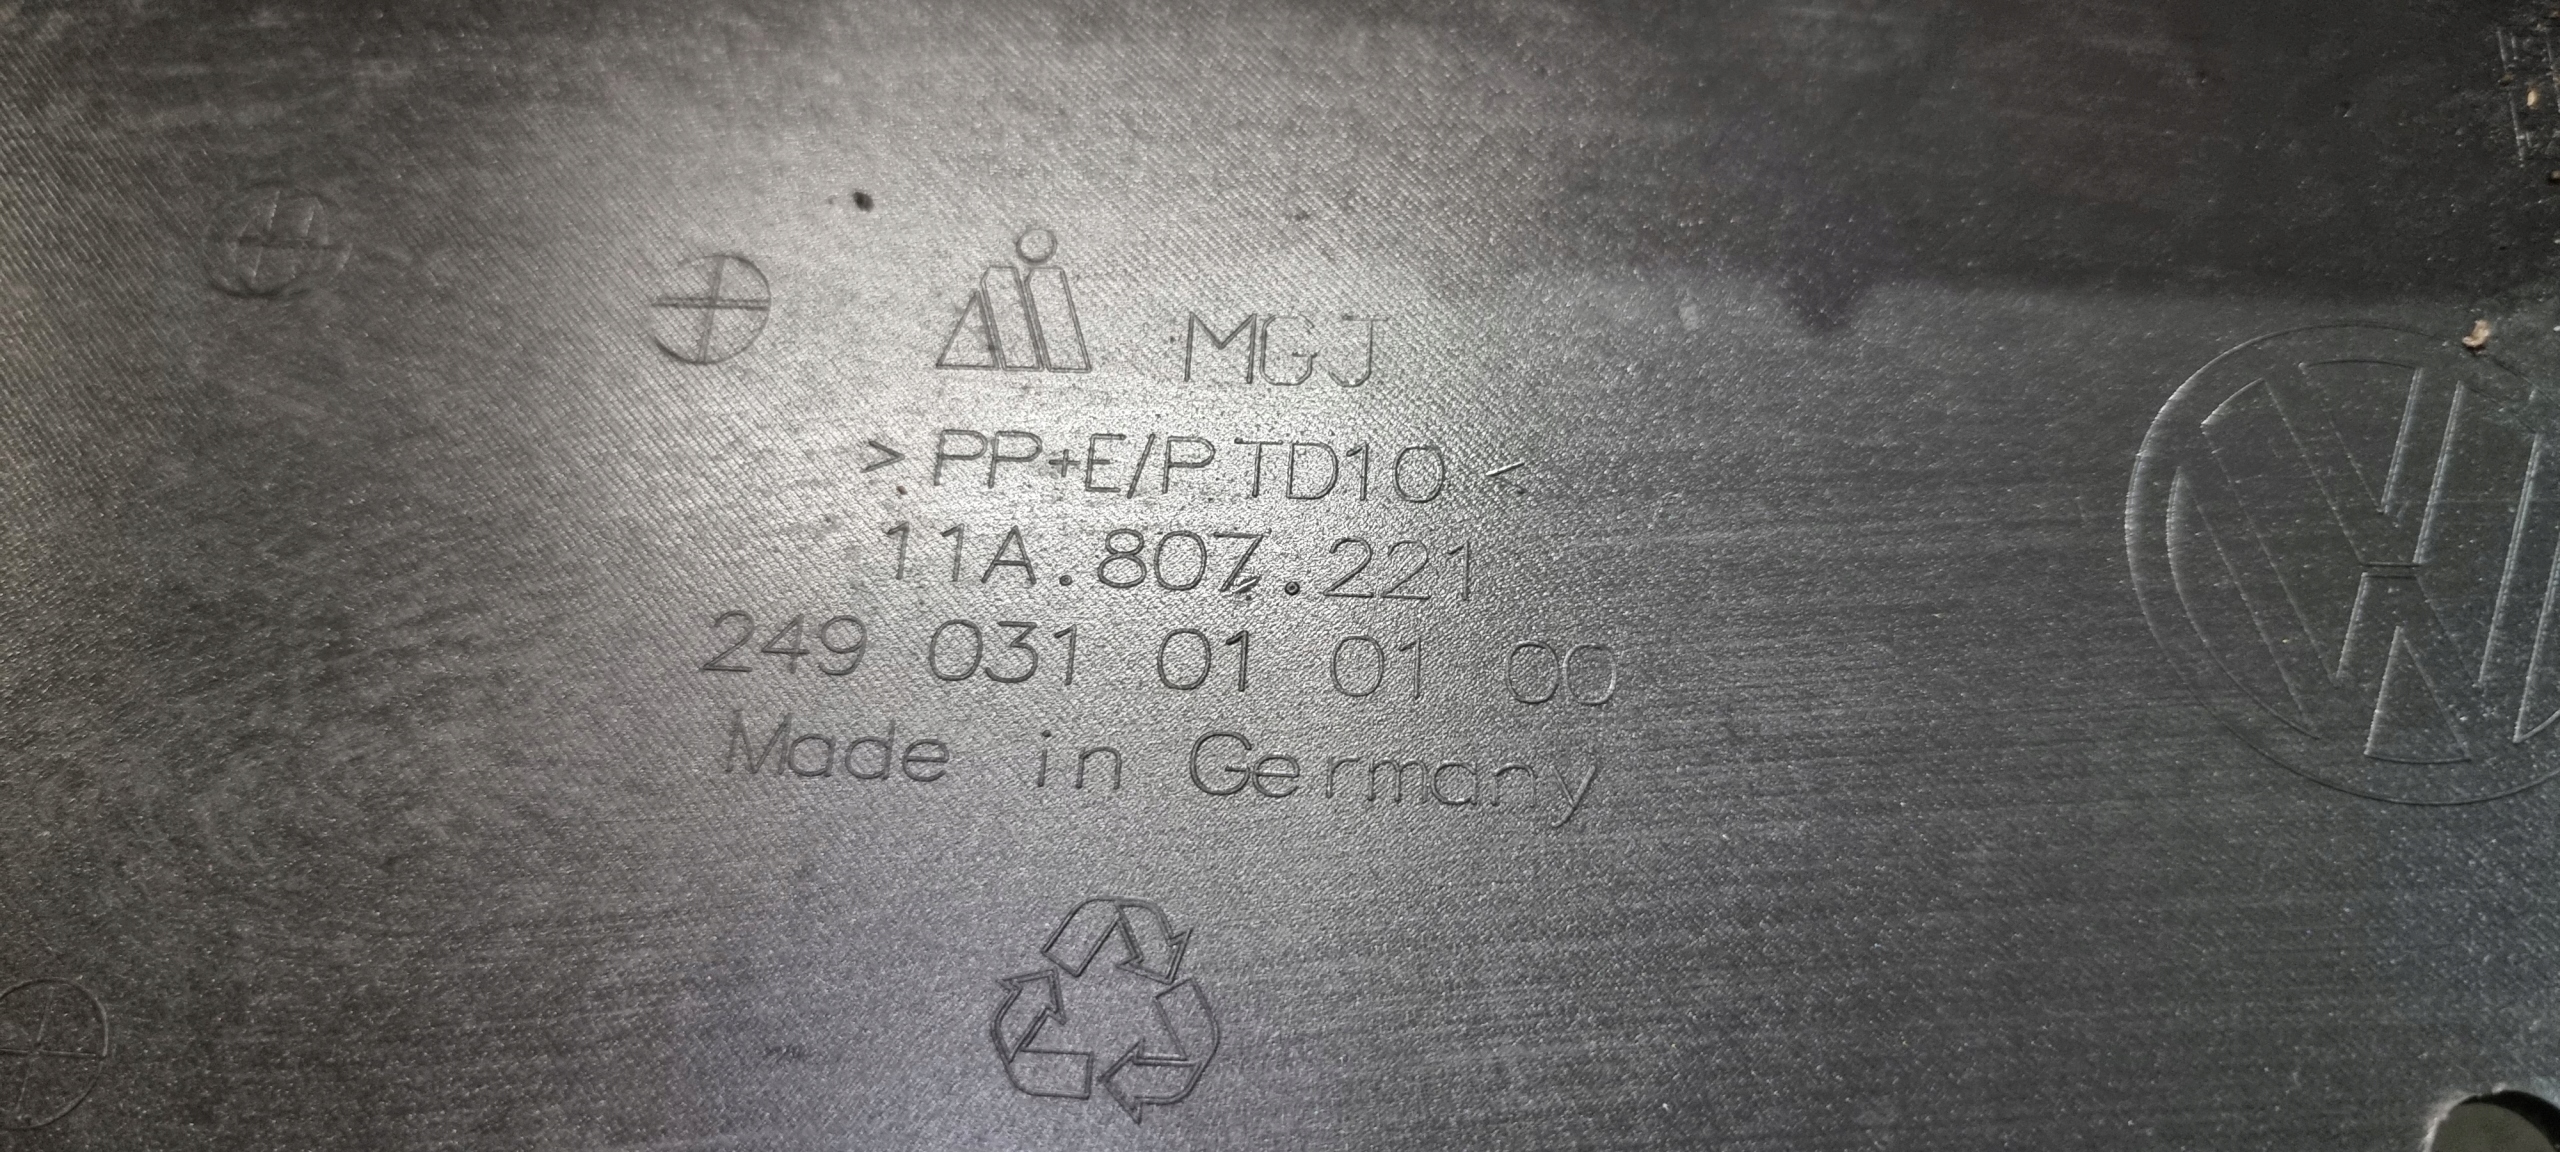 MGJ
>PP+E/P TD10<
11A.807.221
249 031 01 01 00
Made in Germany